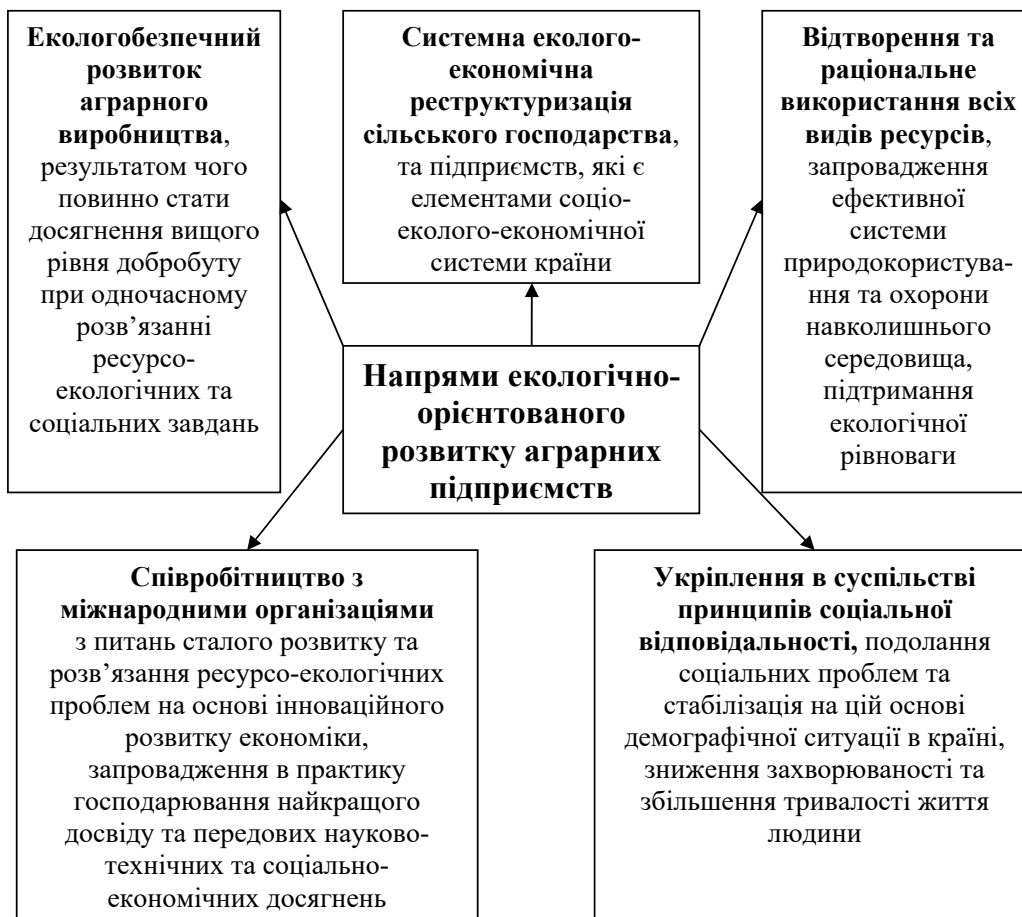 Екологобезпечний
розвиток
аграрного
виробництва,
результатом чого
повинно стати
досягнення вищого
рівня добробуту
при одночасному
розв’язанні
ресурсо-
екологічних та
соціальних завдань
Системна еколого-
економічна
реструктуризація
сільського господарства,
та підприємств, які є
елементами соціо-
еколого-економічної
системи країни
Відтворення та
раціональне
використання всіх
видів ресурсів,
запровадження
ефективної
системи
природокористува-
ння та охорони
навколишнього
середовища,
підтримання
екологічної
рівноваги
Напрями екологічно-
орієнтованого
розвитку аграрних
підприємств
Співробітництво з
міжнародними організаціями
з питань сталого розвитку та
розв’язання ресурсо-екологічних
проблем на основі інноваційного
розвитку економіки,
запровадження в практику
господарювання найкращого
досвіду та передових науково-
технічних та соціально-
економічних досягнень
Укріплення в суспільстві
принципів соціальної
відповідальності, подолання
соціальних проблем та
стабілізація на цій основі
демографічної ситуації в країні,
зниження захворюваності та
збільшення тривалості життя
людини